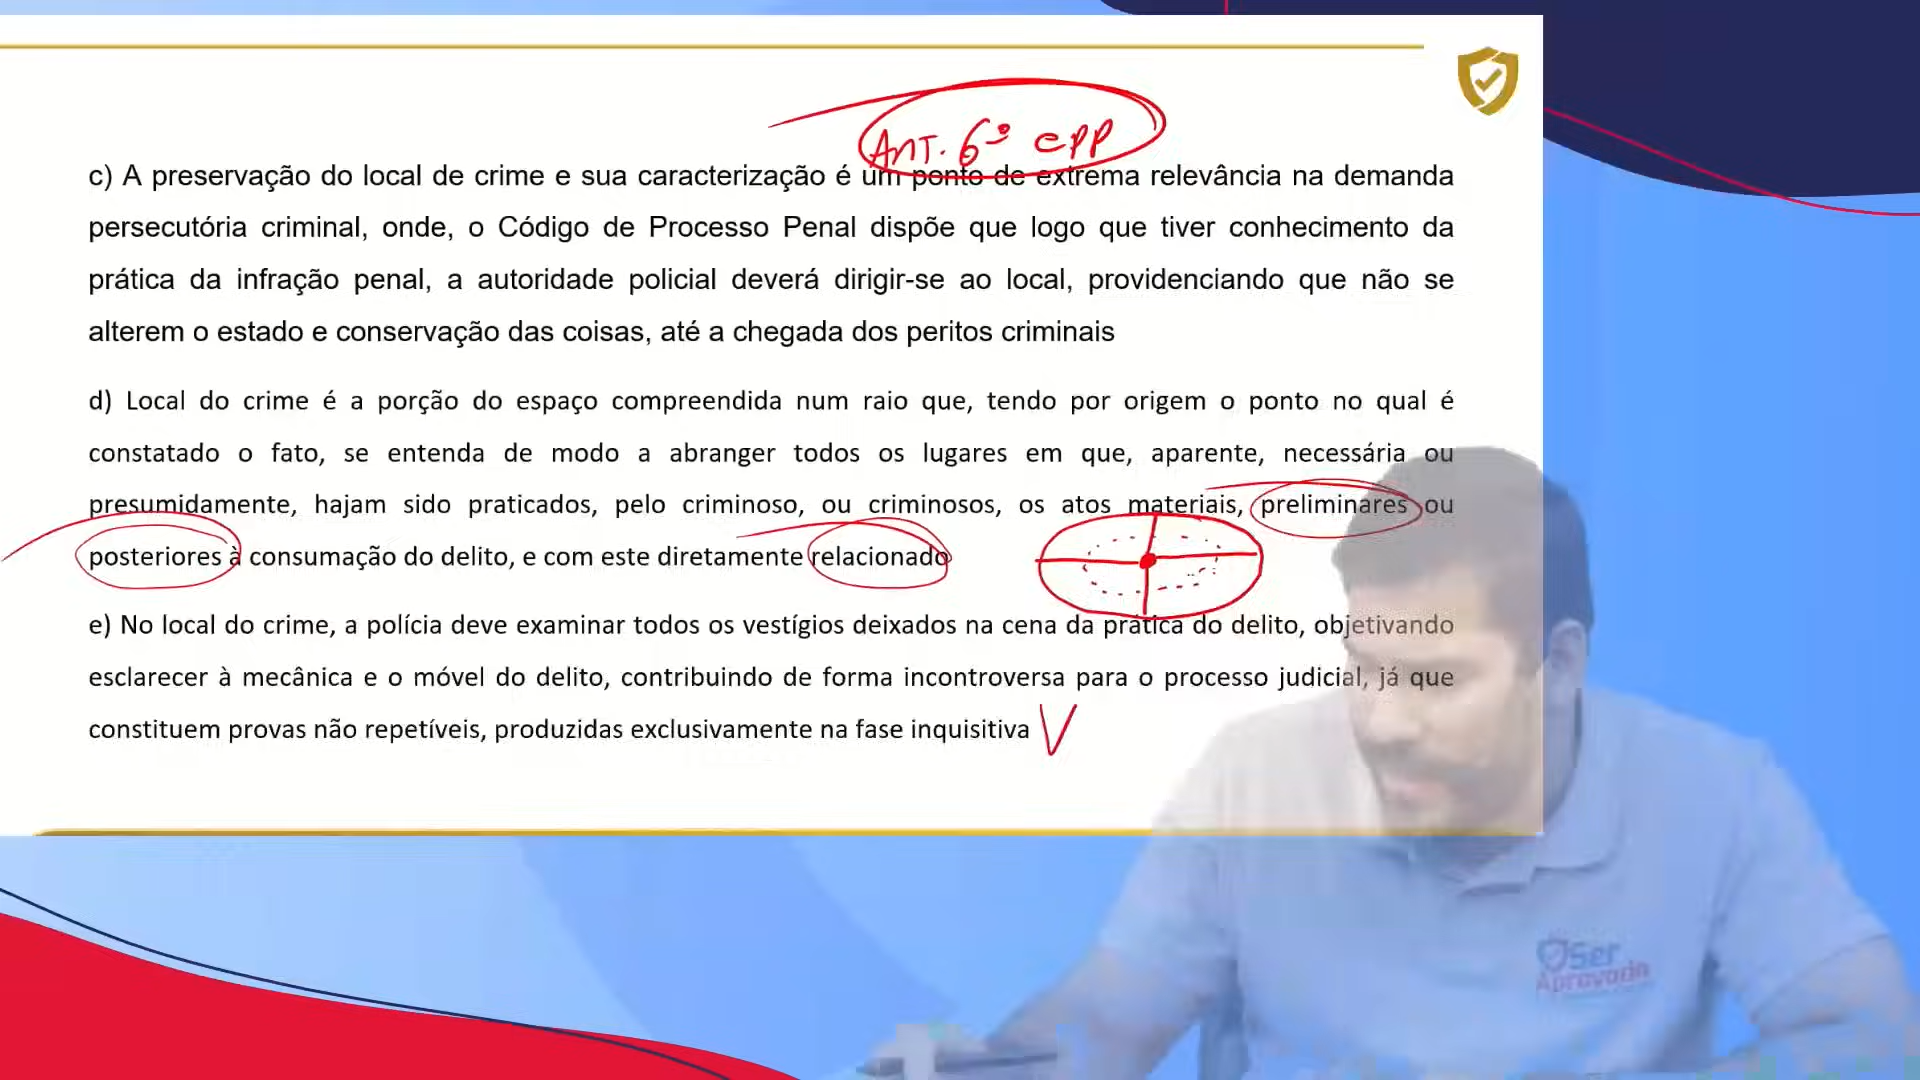 ART. 6º CPP
c) A preservação do local de crime e sua caracterização é um ponto de extrema relevância na demanda
persecutória criminal, onde, o Código de Processo Penal dispõe que logo que tiver conhecimento da
prática da infração penal, a autoridade policial deverá dirigir-se ao local, providenciando que não se
alterem o estado e conservação das coisas, até a chegada dos peritos criminais
d) Local do crime é a porção do espaço compreendida num raio que, tendo por origem o ponto no qual é
constatado o fato, se entenda de modo a abranger todos os lugares em que, aparente, necessária ou
presumidamente, hajam sido praticados, pelo criminoso, ou criminosos, os atos materiais, preliminares ou
posteriores à consumação do delito, e com este diretamente relacionado
e) No local do crime, a polícia deve examinar todos os vestígios deixados na cena da prática do delito, objetivando
esclarecer à mecânica e o móvel do delito, contribuindo de forma incontroversa para o processo judicial, já que
constituem provas não repetíveis, produzidas exclusivamente na fase inquisitiva V
Ser
Aprovado